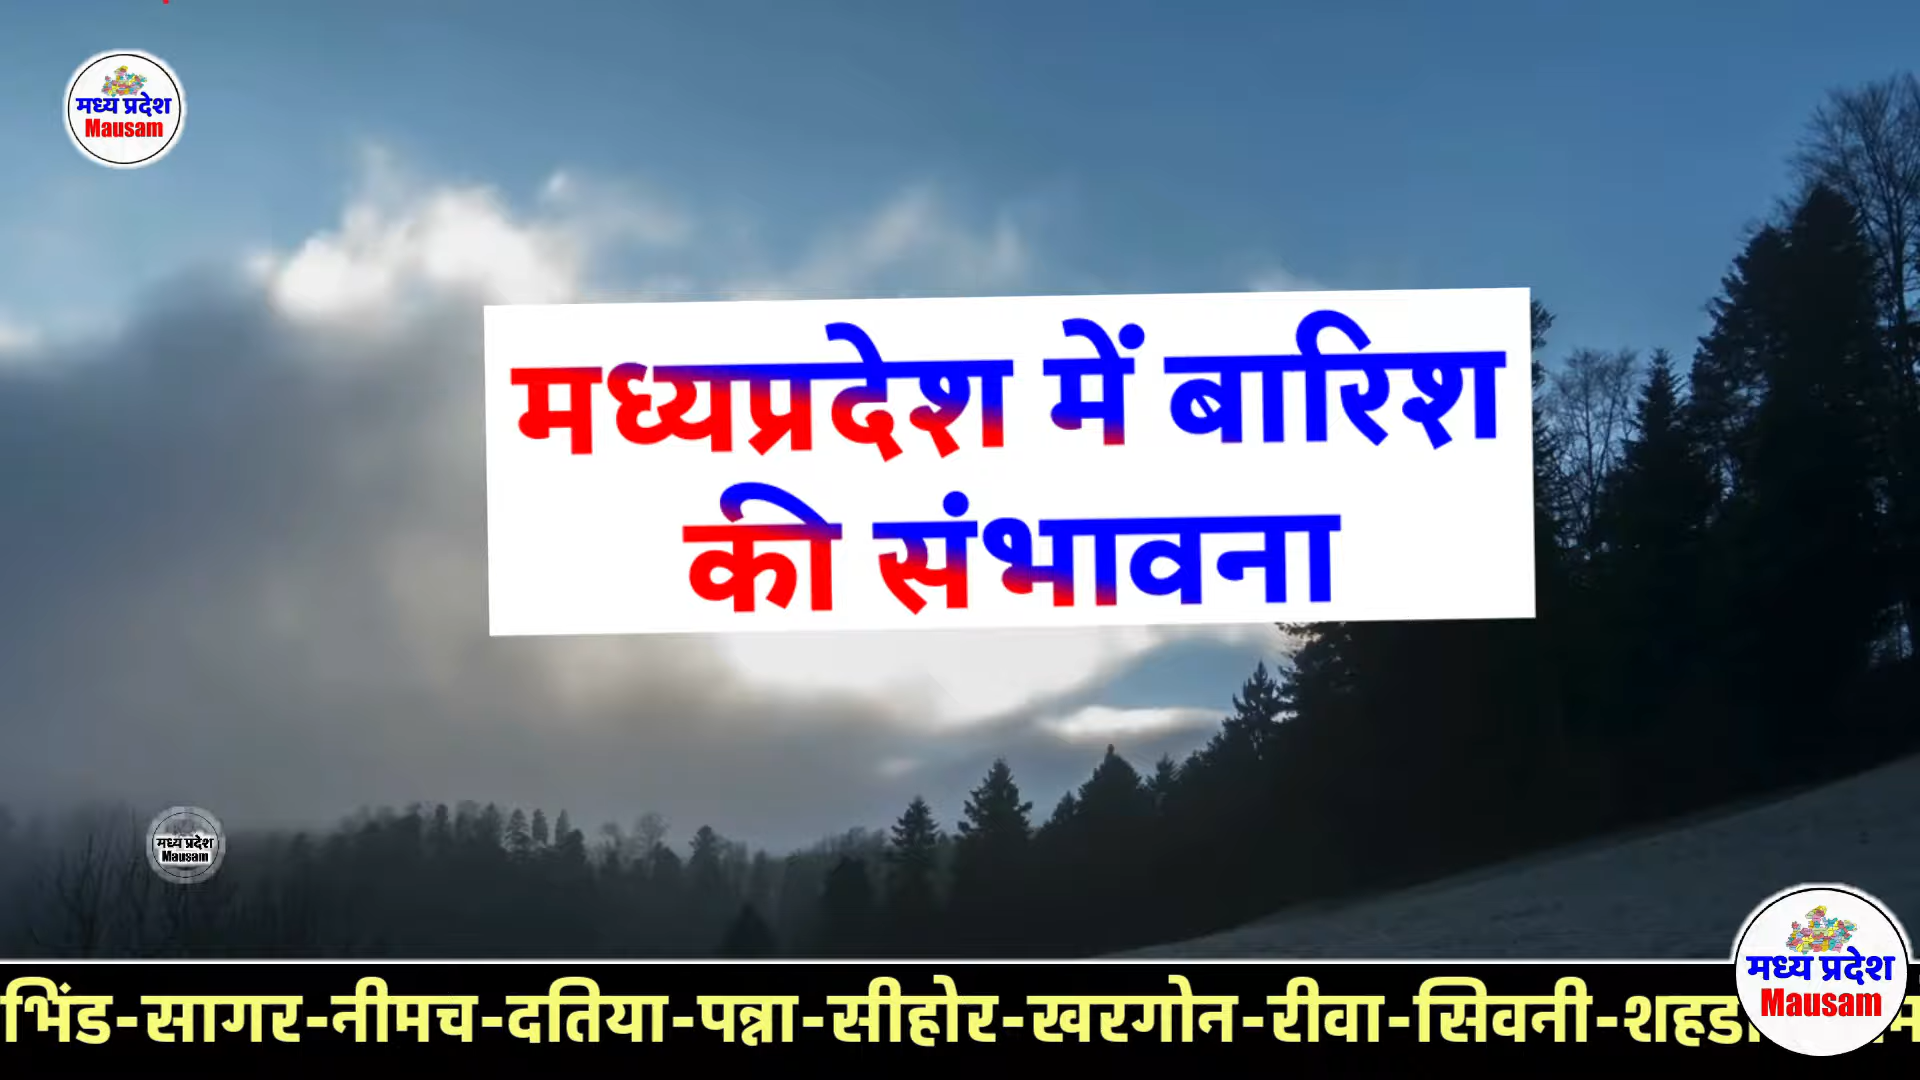 मध्य प्रदेश
Mausam
मध्यप्रदेश में बारिश
की संभावना
मध्य प्रदेश
Mausam
मध्य प्रदेश
Mausam
भिंड-सागर-नीमच-दतिया-पन्ना-सीहोर-खरगोन-रीवा-सिवनी-